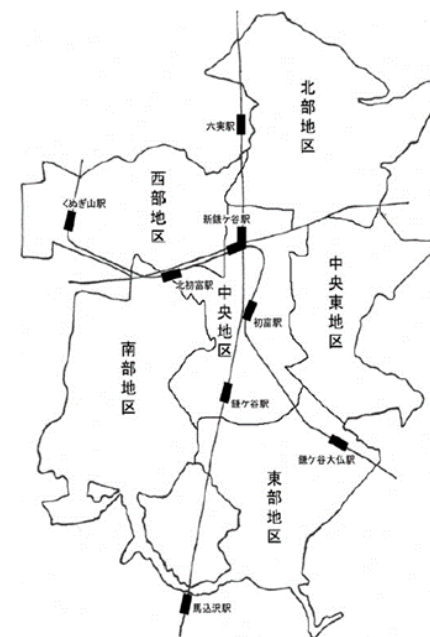 北部地区
六実駅
西部地区
くぬぎ山駅
新鎌ケ谷駅
中央東地区
北初富駅
中央地区
初富駅
南部地区
鎌ケ谷駅
鎌ケ谷大仏駅
東部地区
馬込沢駅